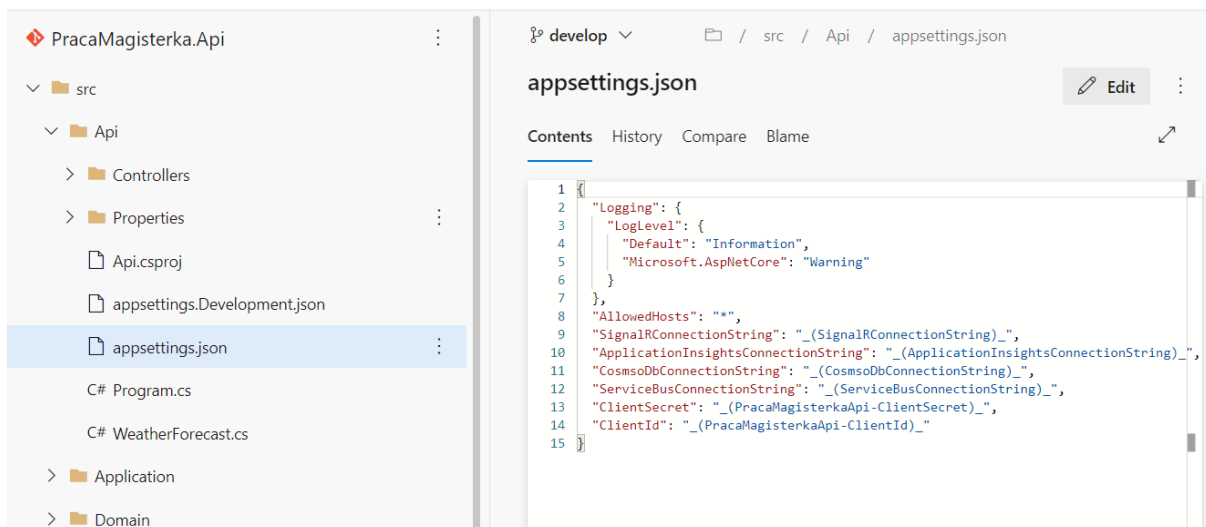 PracaMagisterka.Api
src
Api
Controllers
Properties
Api.csproj
appsettings.Development.json
appsettings.json
C# Program.cs
C# WeatherForecast.cs
Application
Domain
develop / src / Api / appsettings.json
appsettings.json
Edit
Contents History Compare Blame
1 {
2 "Logging": {
3 "LogLevel": {
4 "Default": "Information",
5 "Microsoft.AspNetCore": "Warning"
6 }
7 },
8 "AllowedHosts": "*",
9 "SignalRConnectionString": "_(SignalRConnectionString)_",
10 "ApplicationInsightsConnectionString": "_(ApplicationInsightsConnectionString)_",
11 "CosmsoDbConnectionString": "_(CosmsoDbConnectionString)_",
12 "ServiceBusConnectionString": "_(ServiceBusConnectionString)_",
13 "ClientSecret": "_(PracaMagisterkaApi-ClientSecret)_",
14 "ClientId": "_(PracaMagisterkaApi-ClientId)_"
15 }